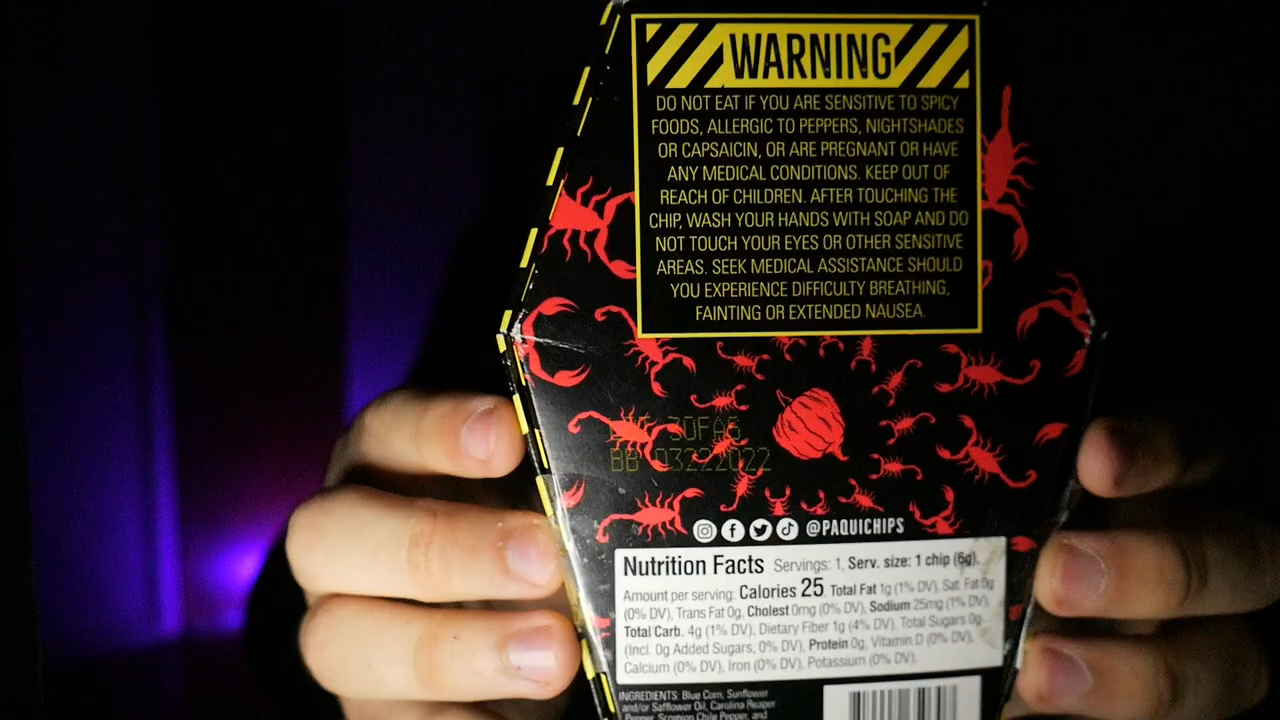 WARNING
DO NOT EAT IF YOU ARE SENSITIVE TO SPICY
FOODS, ALLERGIC TO PEPPERS, NIGHTSHADES
OR CAPSAICIN, OR ARE PREGNANT OR HAVE
ANY MEDICAL CONDITIONS. KEEP OUT OF
REACH OF CHILDREN. AFTER TOUCHING THE
CHIP, WASH YOUR HANDS WITH SOAP AND DO
NOT TOUCH YOUR EYES OR OTHER SENSITIVE
AREAS. SEEK MEDICAL ASSISTANCE SHOULD
YOU EXPERIENCE DIFFICULTY BREATHING,
FAINTING OR EXTENDED NAUSEA.
BB 03222022
@PAQUICHIPS
Nutrition Facts Servings: 1, Serv. size: 1 chip (6g),
Amount per serving: Calories 25, Total Fat 1g (1% DV), Sat. Fat 0g
(0% DV), Trans Fat 0g, Cholest 0mg (0% DV), Sodium 25mg (1% DV),
Total Carb. 4g (1% DV), Dietary Fiber 1g (4% DV), Total Sugars 0g
(Incl. 0g Added Sugars, 0% DV), Protein 0g, Vitamin D (0% DV),
Calcium (0% DV), Iron (0% DV), Potassium (0% DV).
INGREDIENTS: Blue Corn, Sunflower
and/or Safflower Oil, Carolina Reaper
Pepper, Scorpion Chile Pepper, and